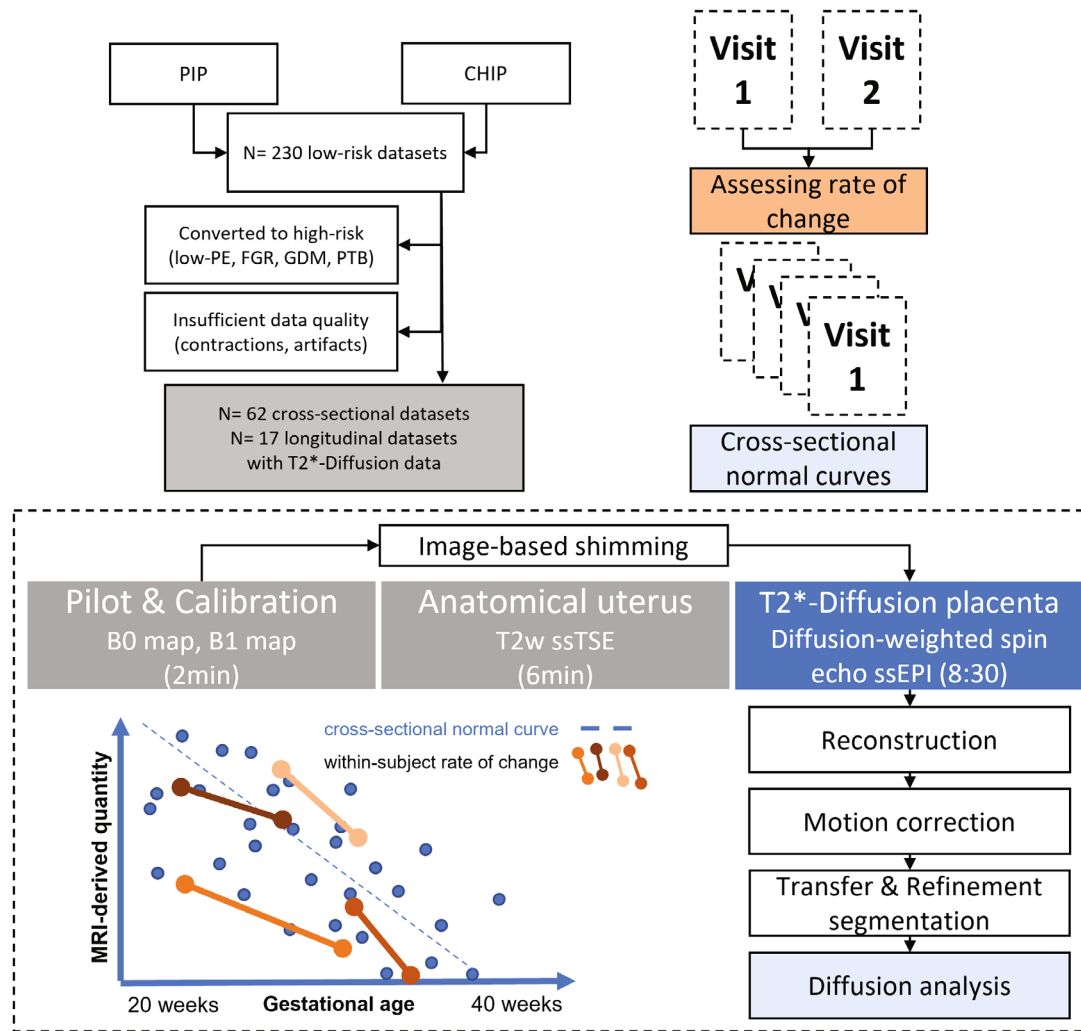 PIP
CHIP
N= 230 low-risk datasets
Converted to high-risk
(low-PE, FGR, GDM, PTB)
Insufficient data quality
(contractions, artifacts)
N= 62 cross-sectional datasets
N= 17 longitudinal datasets
with T2*-Diffusion data
Visit
1
Visit
2
Assessing rate of
change
V
V
V
Visit
1
Cross-sectional
normal curves
Image-based shimming
Pilot & Calibration
B0 map, B1 map
(2min)
Anatomical uterus
T2w ssTSE
(6min)
T2*-Diffusion placenta
Diffusion-weighted spin
echo ssEPI (8:30)
Reconstruction
Motion correction
Transfer & Refinement
segmentation
Diffusion analysis
cross-sectional normal curve
within-subject rate of change
MRI-derived quantity
20 weeks
Gestational age
40 weeks